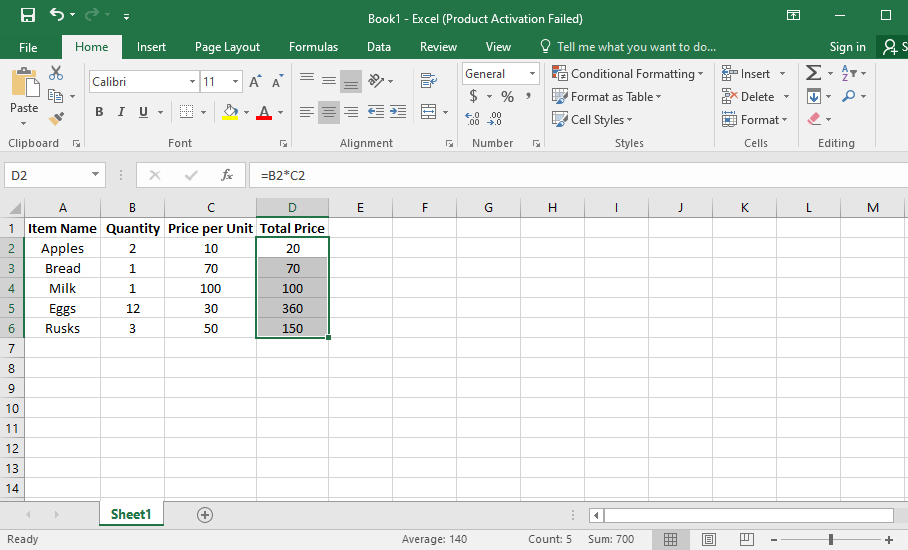 Book1 - Excel (Product Activation Failed)
File Home Insert Page Layout Formulas Data Review View Tell me what you want to do... Sign in S
Paste
Calibri 11
B I U A
General
$ % ,
Conditional Formatting
Format as Table
Cell Styles
Insert
Delete
Format
Clipboard Font Alignment Number Styles Cells Editing
D2 fx =B2*C2
A B C D E F G H I J K L M
1 Item Name Quantity Price per Unit Total Price
2 Apples 2 10 20
3 Bread 1 70 70
4 Milk 1 100 100
5 Eggs 12 30 360
6 Rusks 3 50 150
7
8
9
10
11
12
13
14
Sheet1
Ready Average: 140 Count: 5 Sum: 700